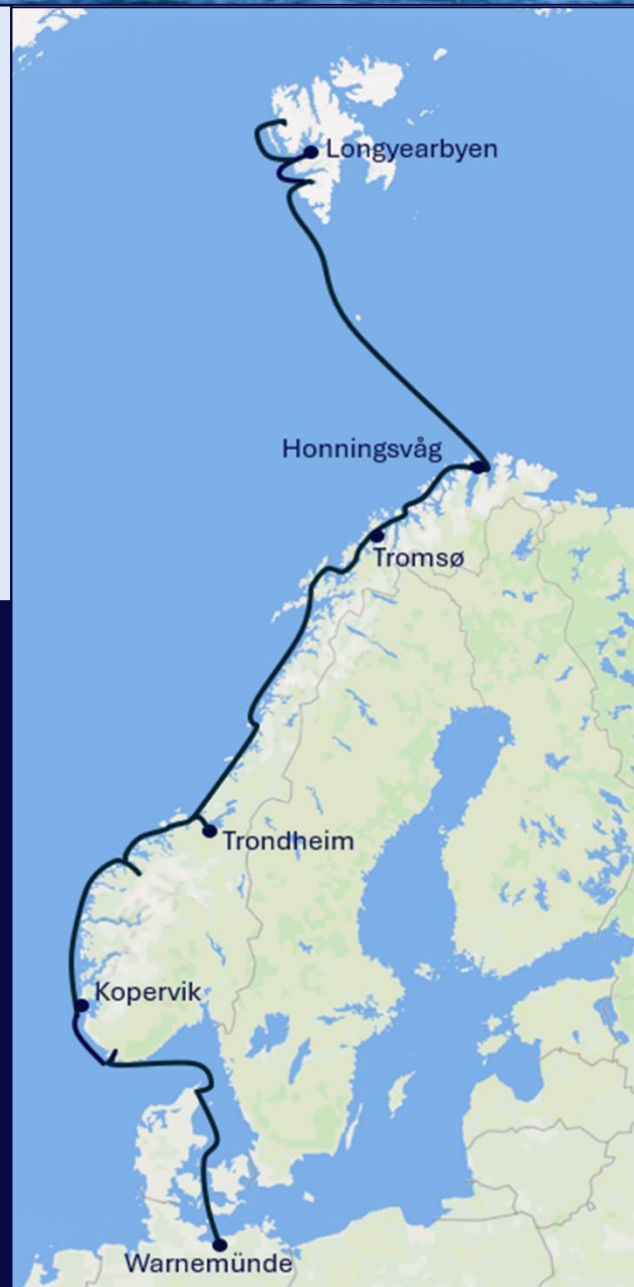 Longyearbyen
Honningsvåg
Tromsø
Trondheim
Kopervik
Warnemünde